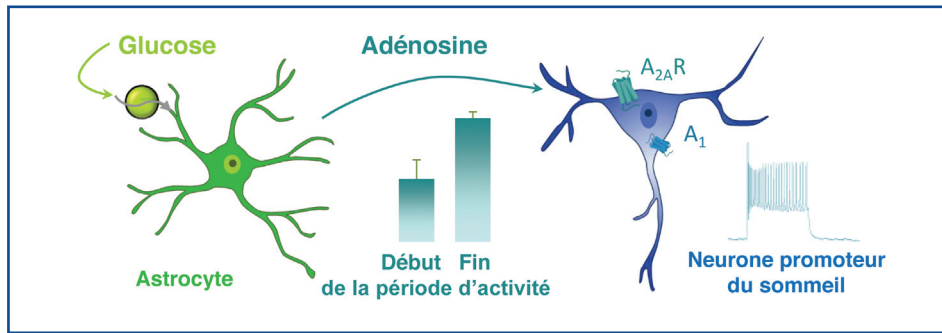 Glucose
Adénosine
A2AR
A1
Astrocyte
Début Fin
de la période d'activité
Neurone promoteur
du sommeil